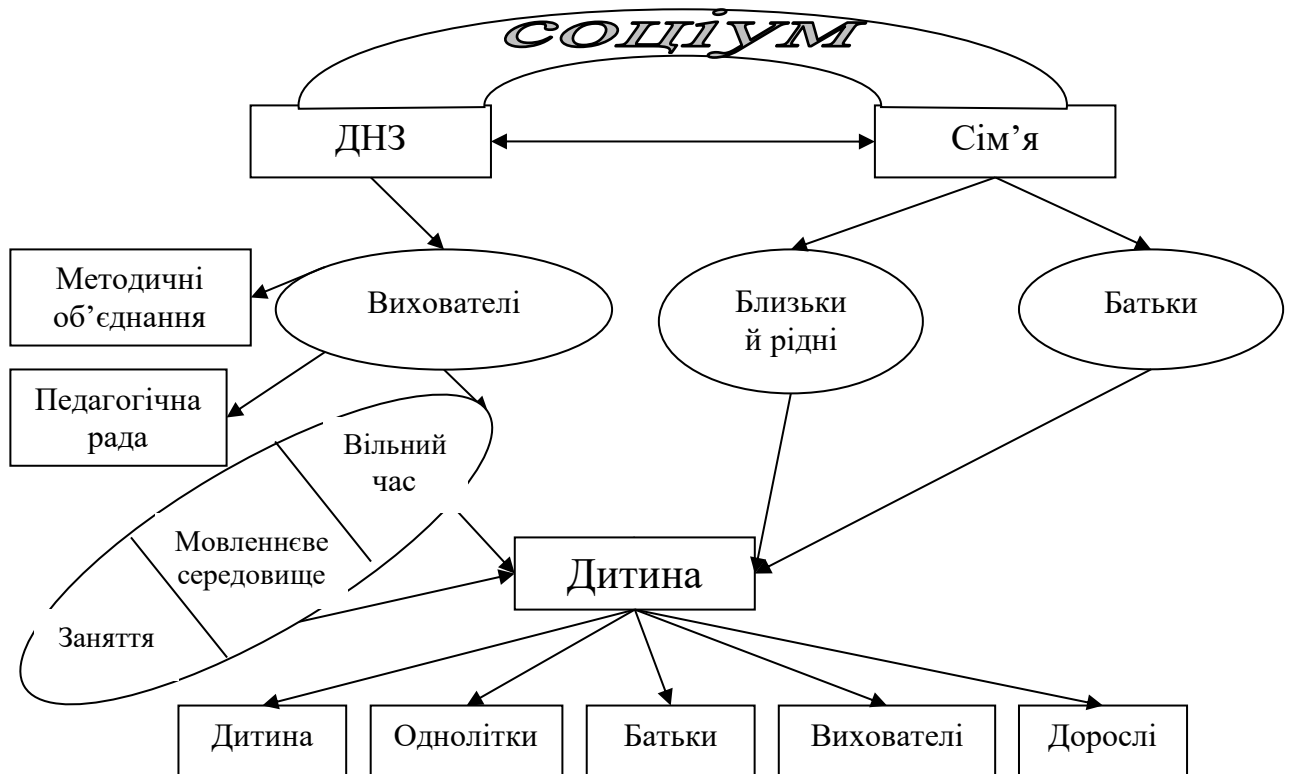 соціум
ДНЗ
Сім’я
Методичні
об’єднання
Вихователі
Близьки
й рідні
Батьки
Педагогічна
рада
Вільний
час
Мовленнєве
середовище
Заняття
Дитина
Дитина
Однолітки
Батьки
Вихователі
Дорослі